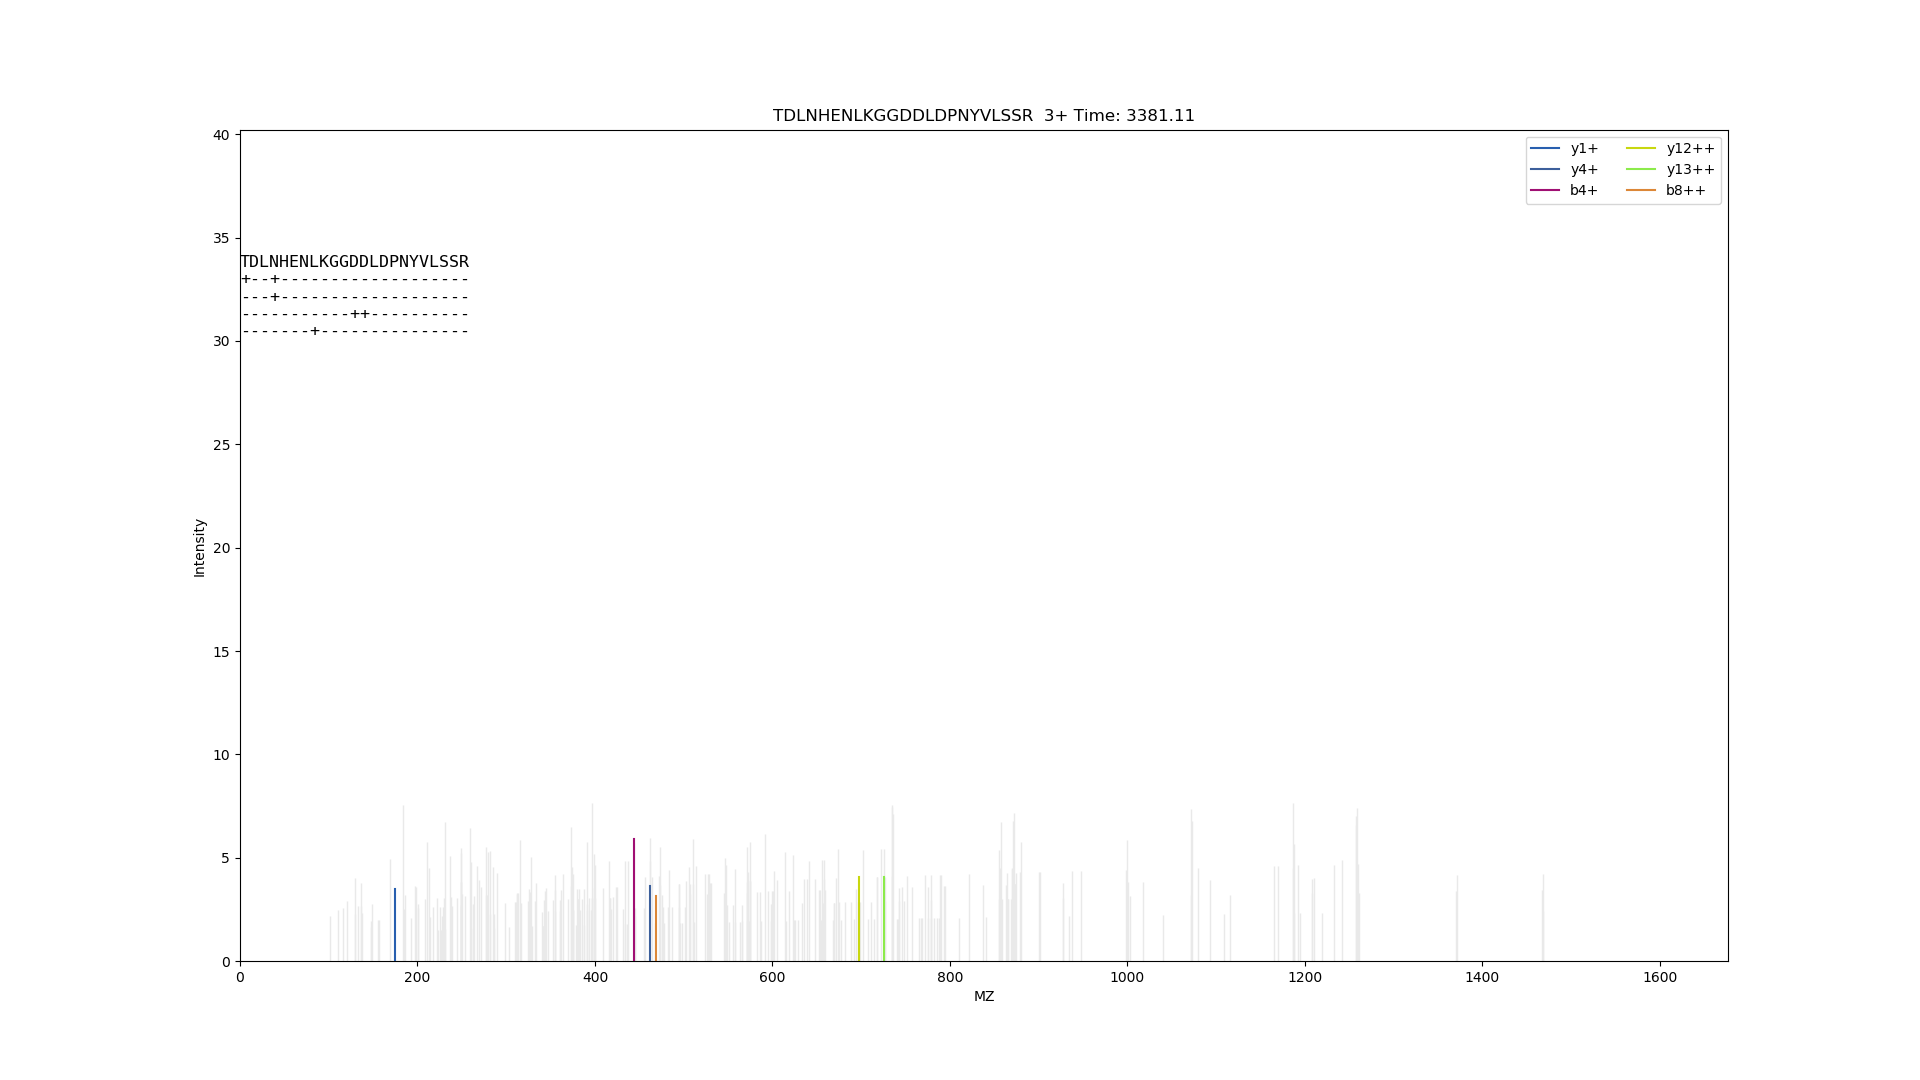 TDLNHENLKGGDDLDPNYVLSSR  3+ Time: 3381.11
y1+ y12++
y4+ y13++
b4+ b8++
TDLNHENLKGGDDLDPNYVLSSR
+--+-------------------
---+-------------------
-----------++----------
-------+---------------
40
35
30
25
20
15
10
5
0
Intensity
0 200 400 600 800 1000 1200 1400 1600
MZ